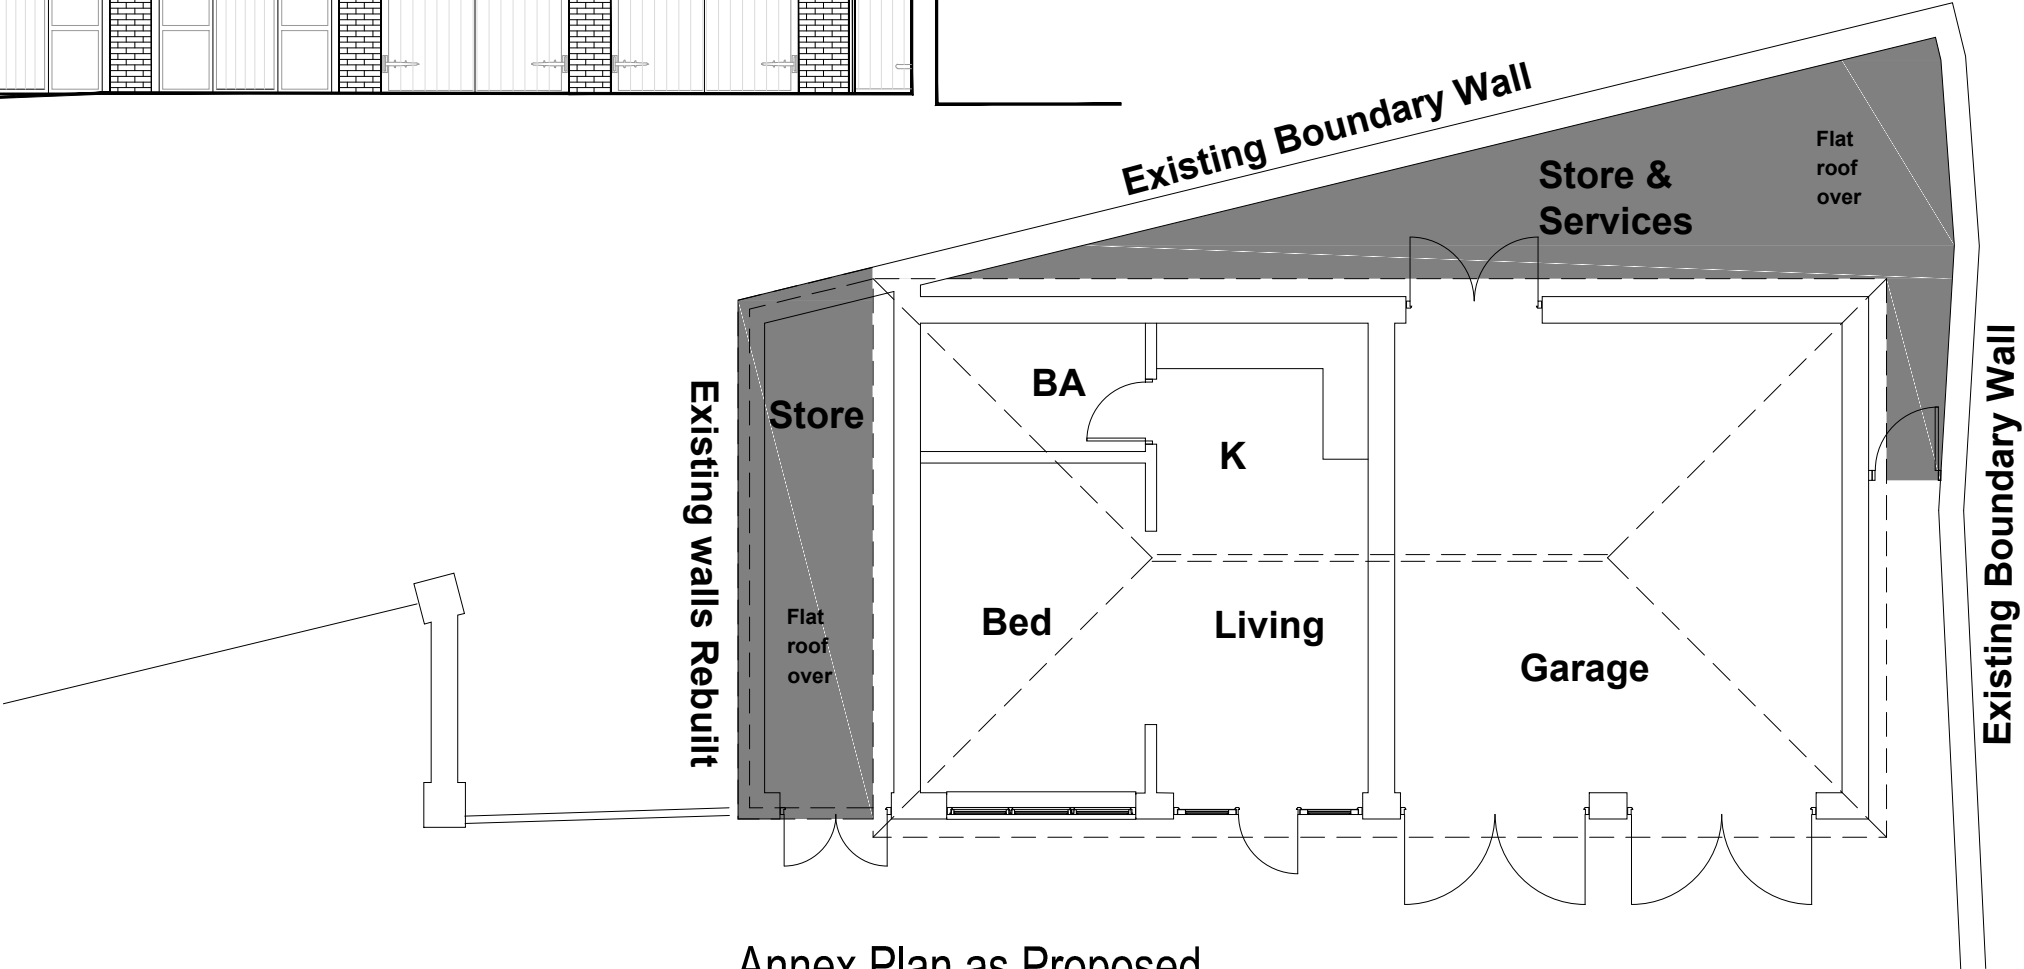 Existing Boundary Wall
Flat
roof
over
Store &
Services
Existing Boundary Wall
Existing walls Rebuilt
Store
BA
K
Flat
roof
over
Bed
Living
Garage
Annex Plan as Proposed